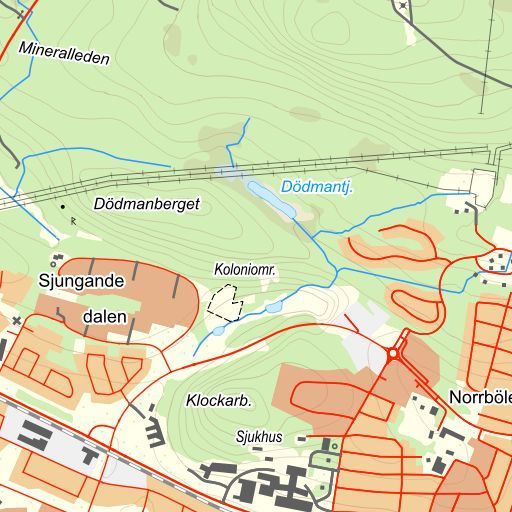 Mineralleden
Dödmantj.
Dödmanberget
Koloniomr.
Sjungande
dalen
Klockarb.
Norrböle
Sjukhus